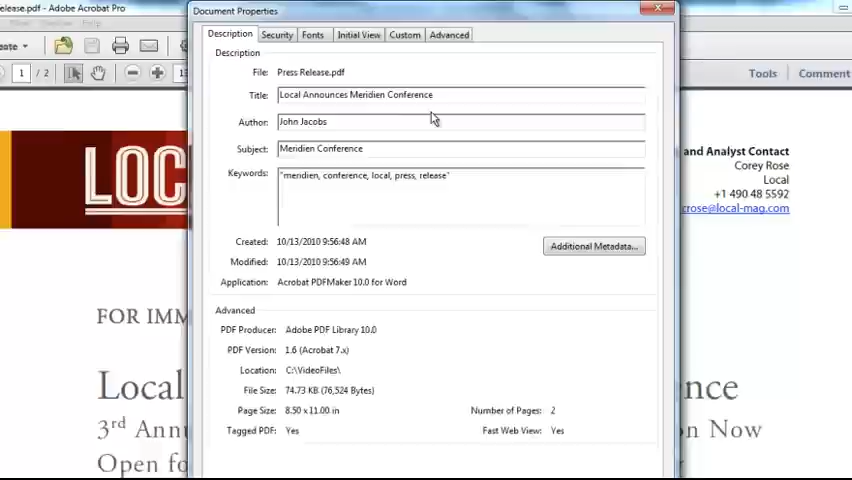 elease.pdf - Adobe Acrobat Pro
Document Properties
Description Security Fonts Initial View Custom Advanced
eate
1 / 2
Tools Comment
Description
File: Press Release.pdf
Title: Local Announces Meridien Conference
Author: John Jacobs
Subject: Meridien Conference
Keywords: "meridien, conference, local, press, release"
Created: 10/13/2010 9:56:48 AM
Modified: 10/13/2010 9:56:49 AM
Application: Acrobat PDFMaker 10.0 for Word
Additional Metadata...
Advanced
PDF Producer: Adobe PDF Library 10.0
PDF Version: 1.6 (Acrobat 7.x)
Location: C:\VideoFiles\
File Size: 74.73 KB (76,524 Bytes)
Page Size: 8.50 x 11.00 in Number of Pages: 2
Tagged PDF: Yes Fast Web View: Yes
LOC
and Analyst Contact
Corey Rose
Local
+1 490 48 5592
crose@local-mag.com
FOR IMM
Local ence
3rd Annu on Now
Open fo